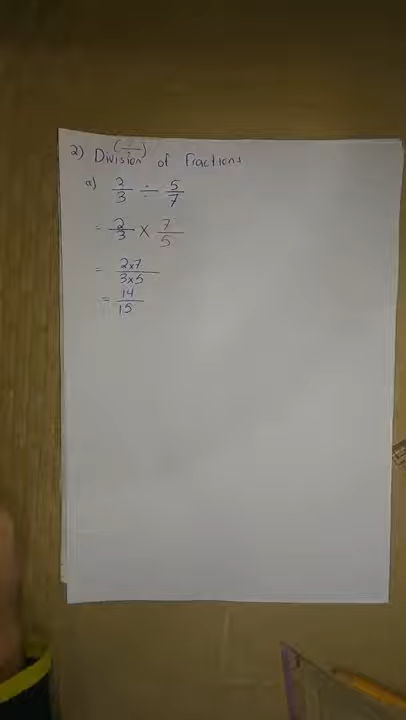 2) Division (÷) of Fractions
a) 2/3 ÷ 5/7
= 2/3 × 7/5
= 2×7/3×5
= 14/15